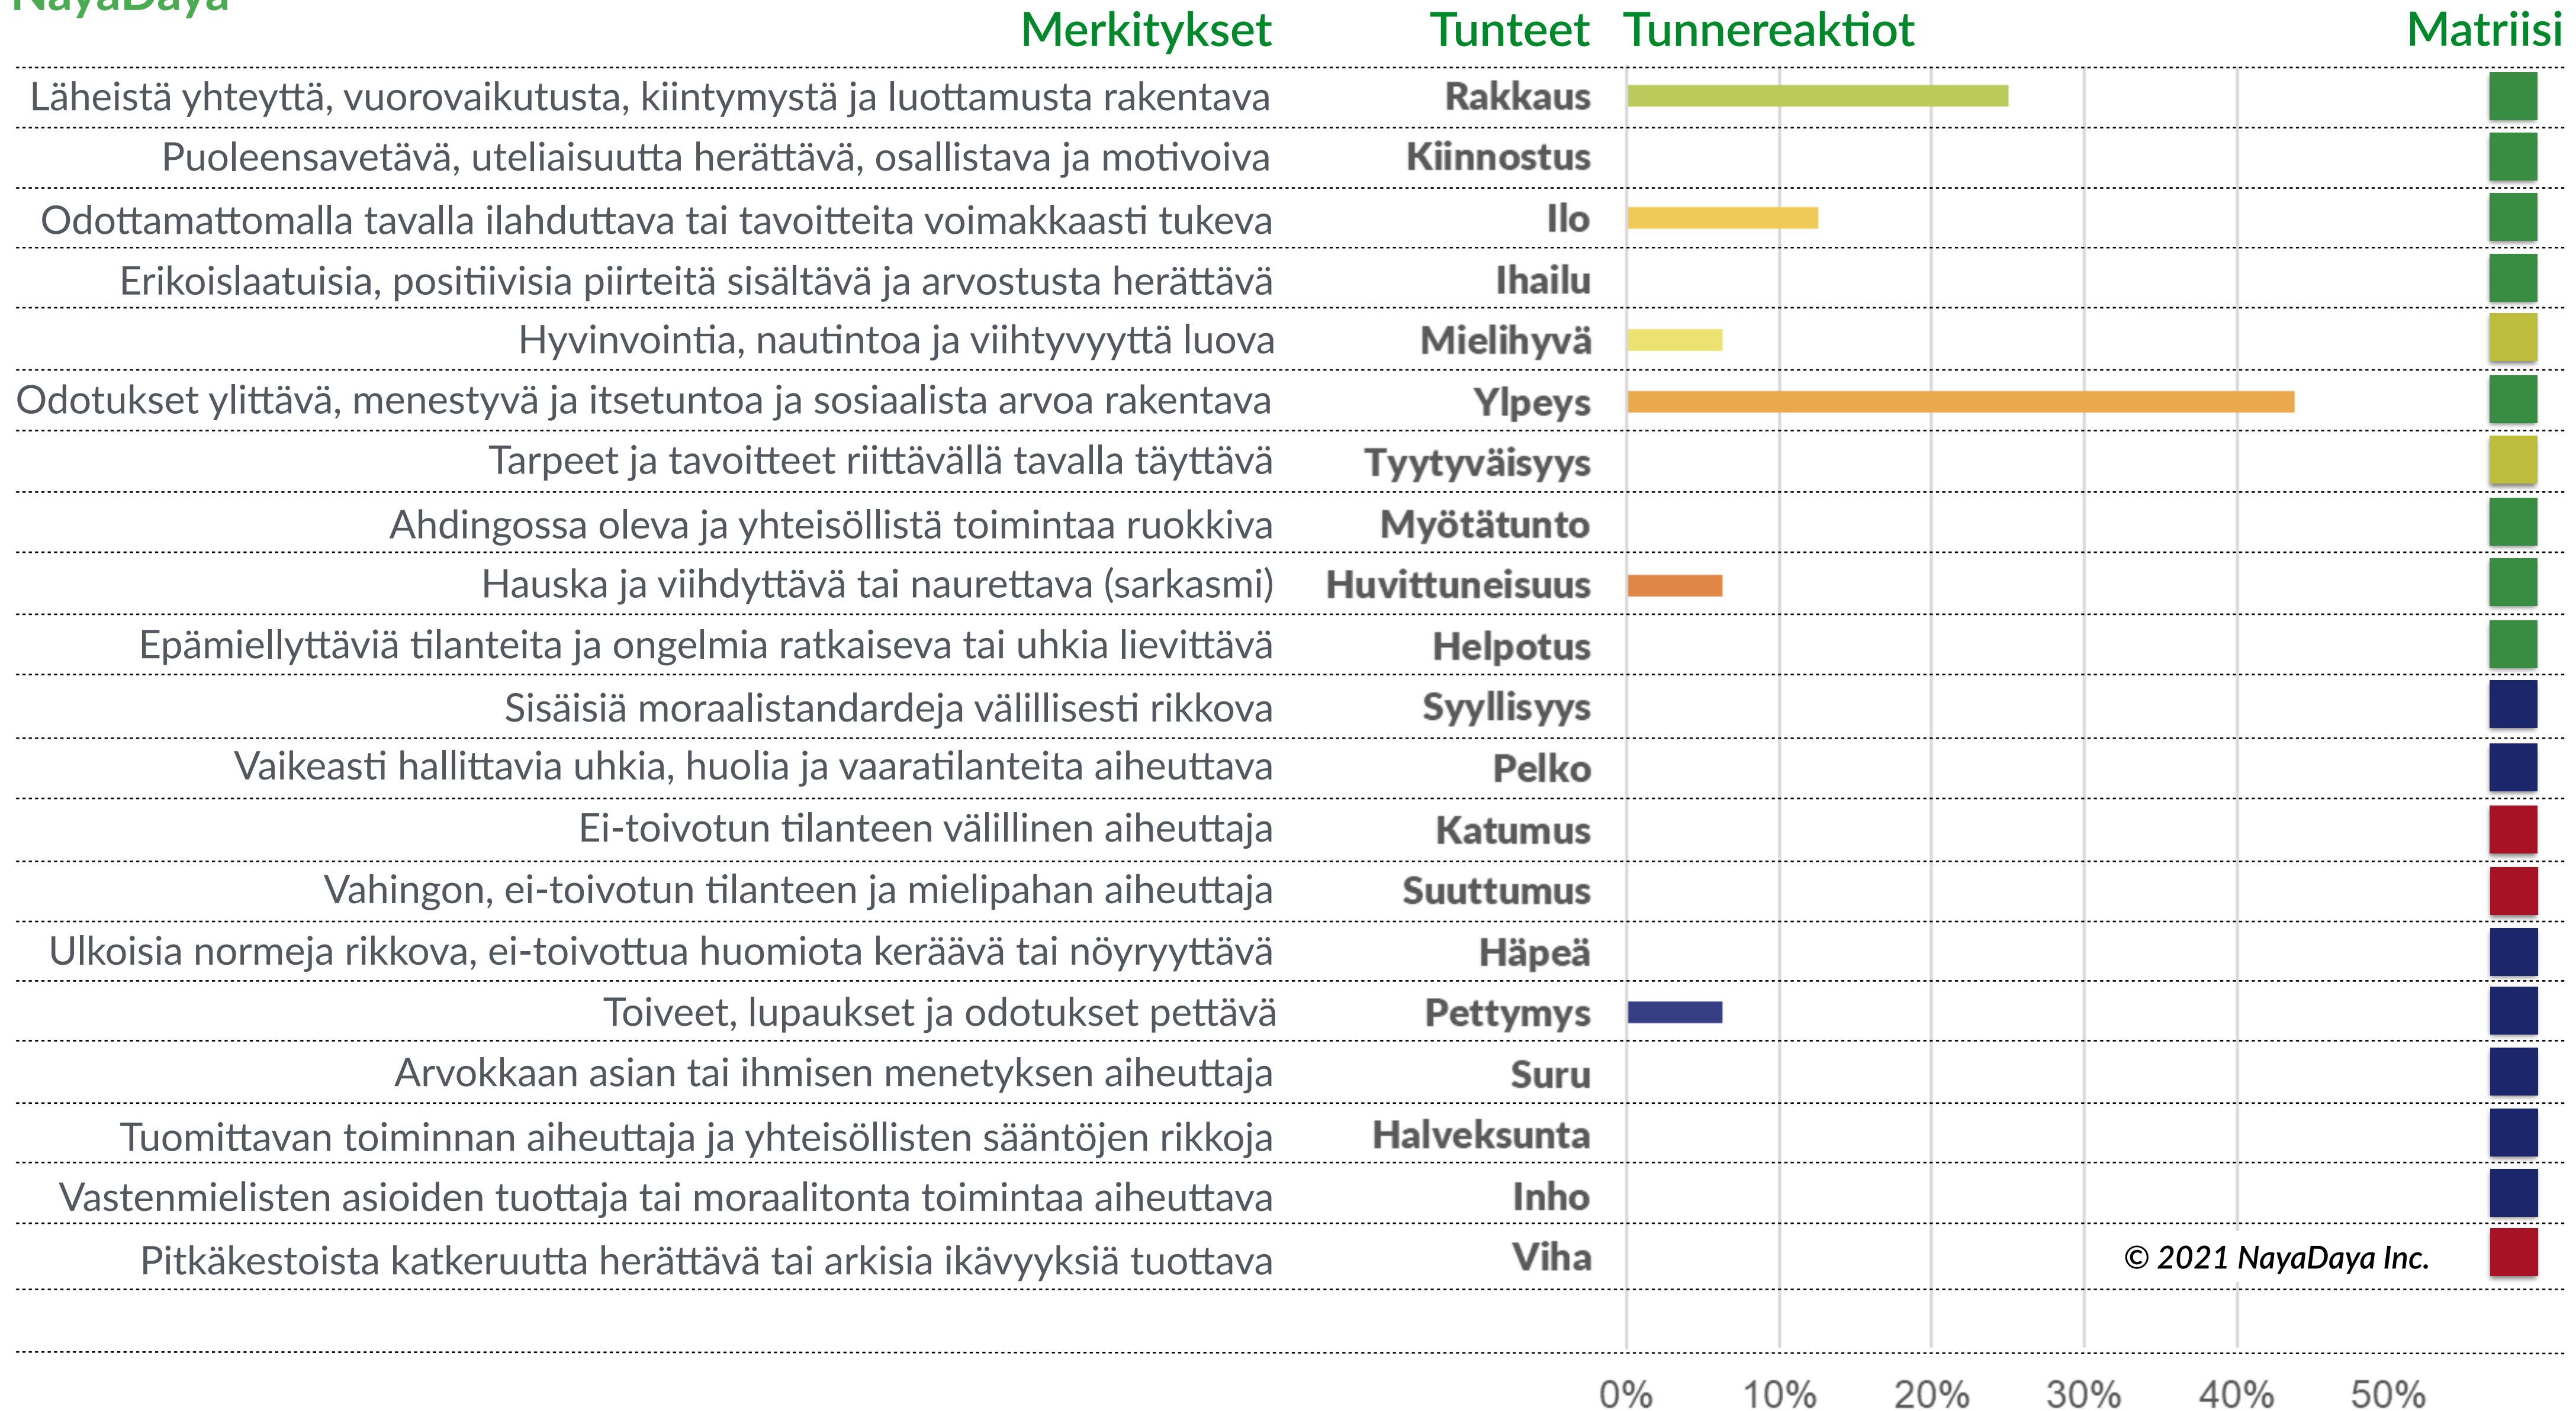 NayaDaya
Merkitykset Tunteet Tunnereaktiot Matriisi
Läheistä yhteyttä, vuorovaikutusta, kiintymystä ja luottamusta rakentava Rakkaus
Puoleensavetävä, uteliaisuutta herättävä, osallistava ja motivoiva Kiinnostus
Odottamattomalla tavalla ilahduttava tai tavoitteita voimakkaasti tukeva Ilo
Erikoislaatuisia, positiivisia piirteitä sisältävä ja arvostusta herättävä Ihailu
Hyvinvointia, nautintoa ja viihtyvyyttä luova Mielihyvä
Odotukset ylittävä, menestyvä ja itsetuntoa ja sosiaalista arvoa rakentava Ylpeys
Tarpeet ja tavoitteet riittävällä tavalla täyttävä Tyytyväisyys
Ahdingossa oleva ja yhteisöllistä toimintaa ruokkiva Myötätunto
Hauska ja viihdyttävä tai naurettava (sarkasmi) Huvittuneisuus
Epämiellyttäviä tilanteita ja ongelmia ratkaiseva tai uhkia lievittävä Helpotus
Sisäisiä moraalistandardeja välillisesti rikkova Syyllisyys
Vaikeasti hallittavia uhkia, huolia ja vaaratilanteita aiheuttava Pelko
Ei-toivotun tilanteen välillinen aiheuttaja Katumus
Vahingon, ei-toivotun tilanteen ja mielipahan aiheuttaja Suuttumus
Ulkoisia normeja rikkova, ei-toivottua huomiota keräävä tai nöyryyttävä Häpeä
Toiveet, lupaukset ja odotukset pettävä Pettymys
Arvokkaan asian tai ihmisen menetyksen aiheuttaja Suru
Tuomittavan toiminnan aiheuttaja ja yhteisöllisten sääntöjen rikkoja Halveksunta
Vastenmielisten asioiden tuottaja tai moraalitonta toimintaa aiheuttava Inho
Pitkäkestoista katkeruutta herättävä tai arkisia ikävyyksiä tuottava Viha © 2021 NayaDaya Inc.
0% 10% 20% 30% 40% 50%